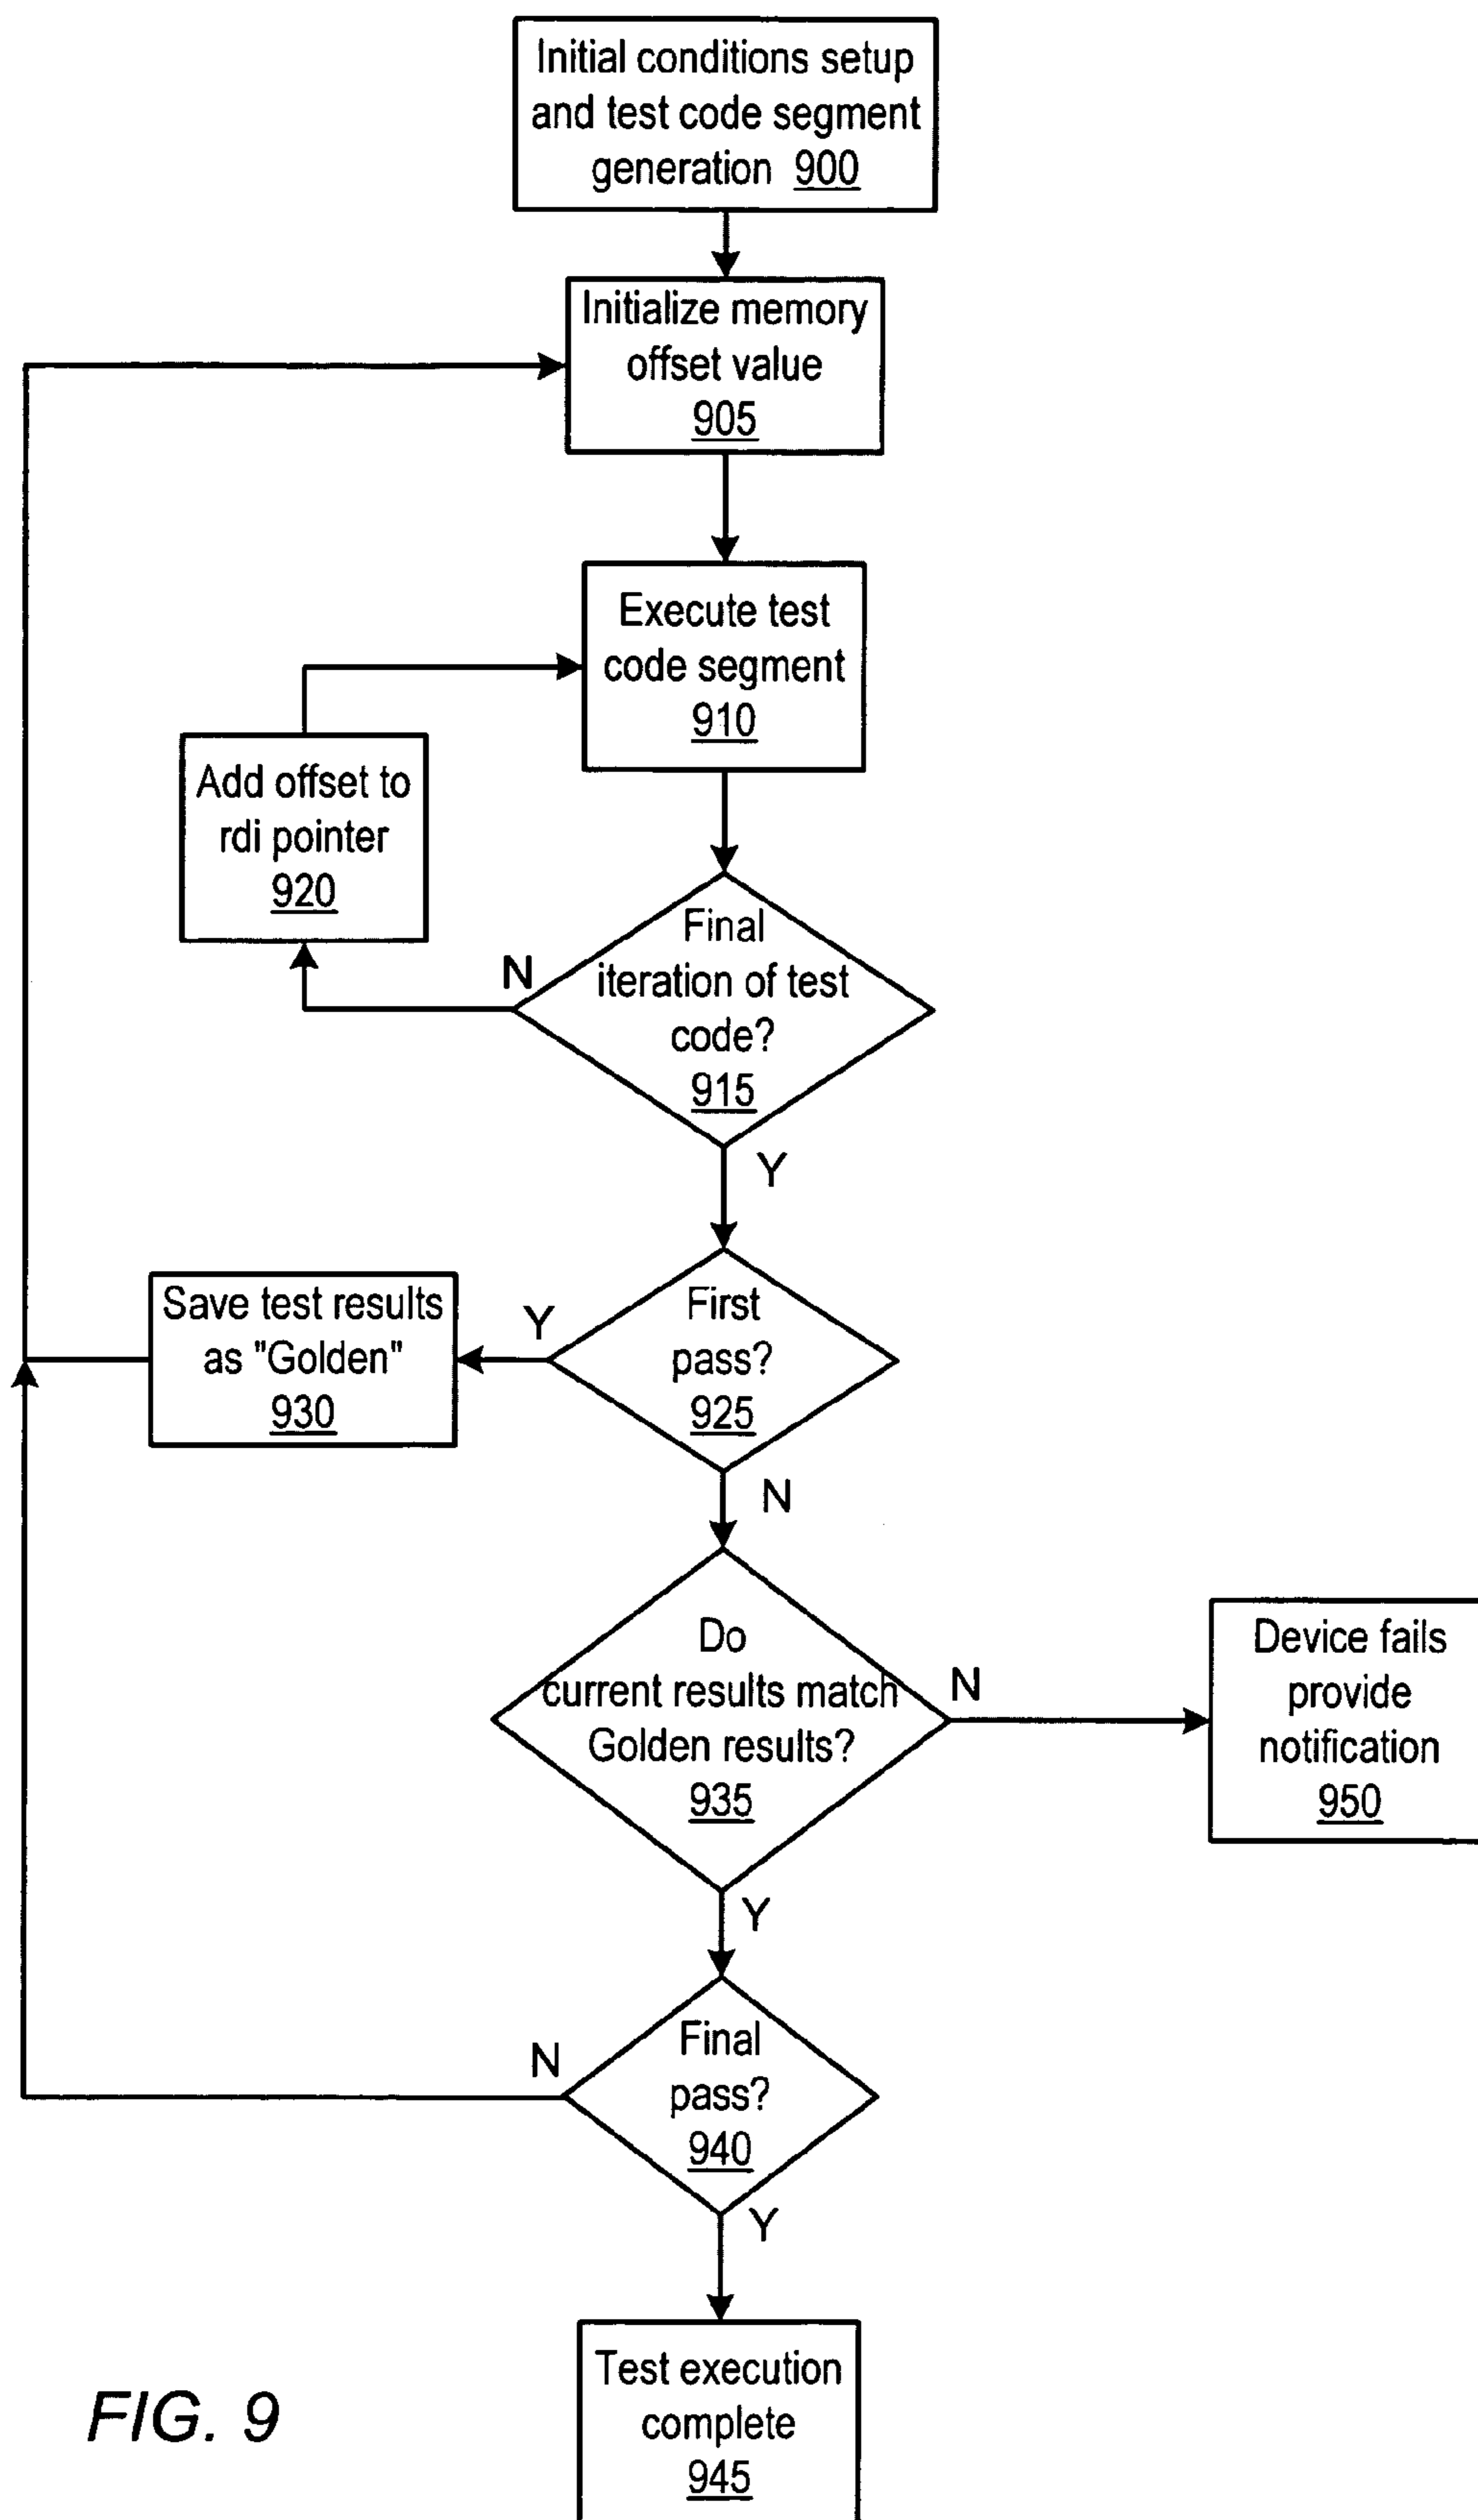 Initial conditions setup
and test code segment
generation 900
Initialize memory
offset value
905
Execute test
code segment
910
Add offset to
rdi pointer
920
Final
iteration of test
code?
915
N
Y
First
pass?
925
Y
Save test results
as "Golden"
930
N
Do
current results match
Golden results?
935
N
Device fails
provide
notification
950
Y
Final
pass?
940
N
Y
Test execution
complete
945
FIG. 9